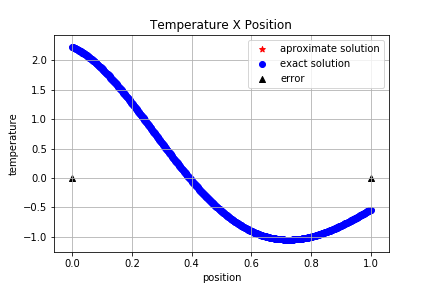 Temperature X Position
aproximate solution
exact solution
error
temperature
2.0
1.5
1.0
0.5
0.0
−0.5
−1.0
0.0 0.2 0.4 0.6 0.8 1.0
position